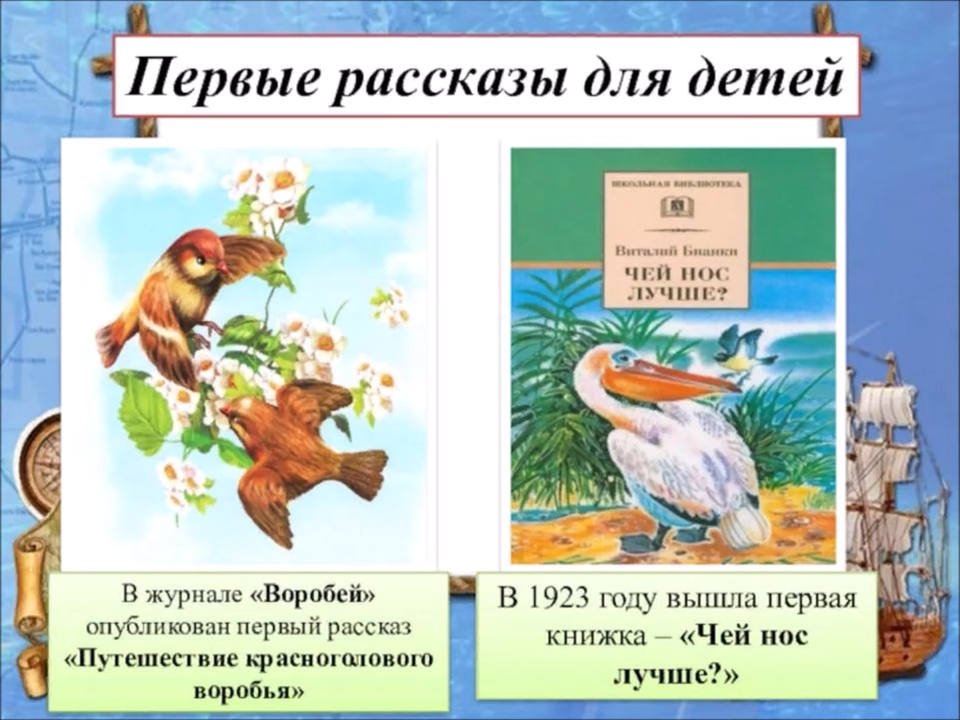 Первые рассказы для детей
ШКОЛЬНАЯ БИБЛИОТЕКА
Виталий Бианки
ЧЕЙ НОС
ЛУЧШЕ?
В журнале «Воробей»
опубликован первый рассказ
«Путешествие красноголового
воробья»
В 1923 году вышла первая
книжка – «Чей нос
лучше?»